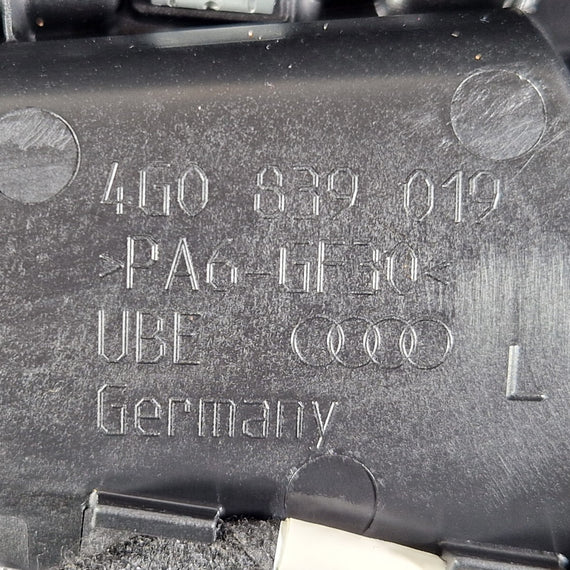 4G0 839 019
>PA6-GF30<
UBE
L
Germany